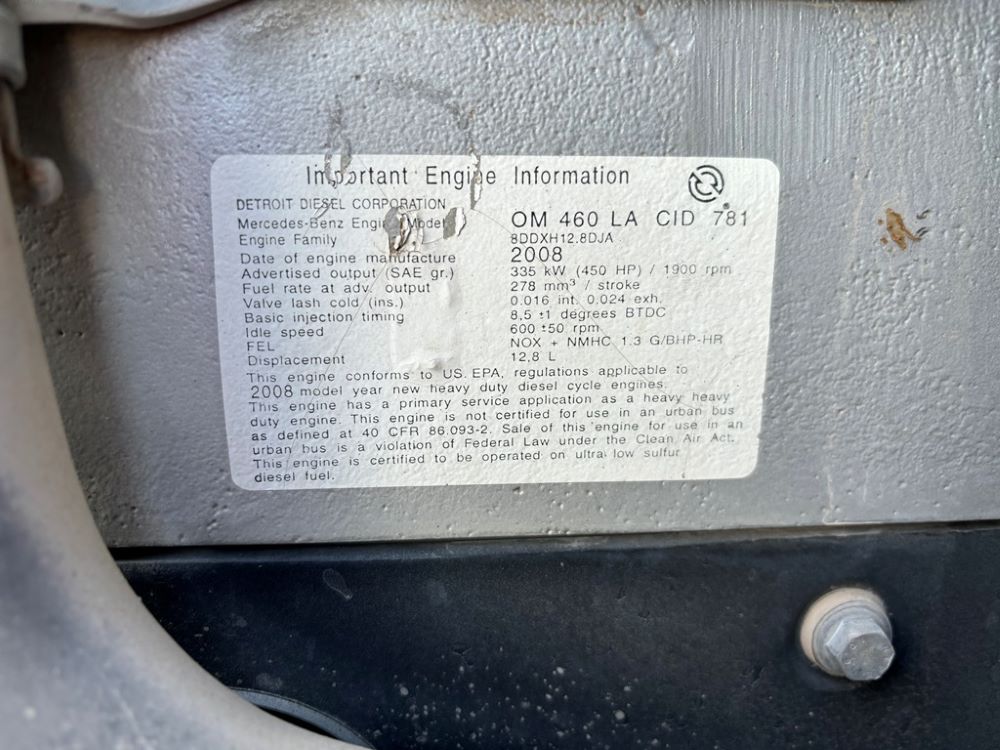 Important Engine Information
DETROIT DIESEL CORPORATION
Mercedes-Benz Engine Model OM 460 LA CID 781
Engine Family 8DDXH12.8DJA
Date of engine manufacture 2008
Advertised output (SAE gr.) 335 kW (450 HP) / 1900 rpm
Fuel rate at adv. output 278 mm³ / stroke
Valve lash cold (ins.) 0.016 int. 0.024 exh.
Basic injection timing 8,5 ±1 degrees BTDC
Idle speed 600 ±50 rpm
FEL NOX + NMHC 1.3 G/BHP-HR
Displacement 12,8 L
This engine conforms to US. EPA, regulations applicable to
2008 model year new heavy duty diesel cycle engines.
This engine has a primary service application as a heavy heavy
duty engine. This engine is not certified for use in an urban bus
as defined at 40 CFR 86.093-2. Sale of this engine for use in an
urban bus is a violation of Federal Law under the Clean Air Act.
This engine is certified to be operated on ultra low sulfur
diesel fuel.